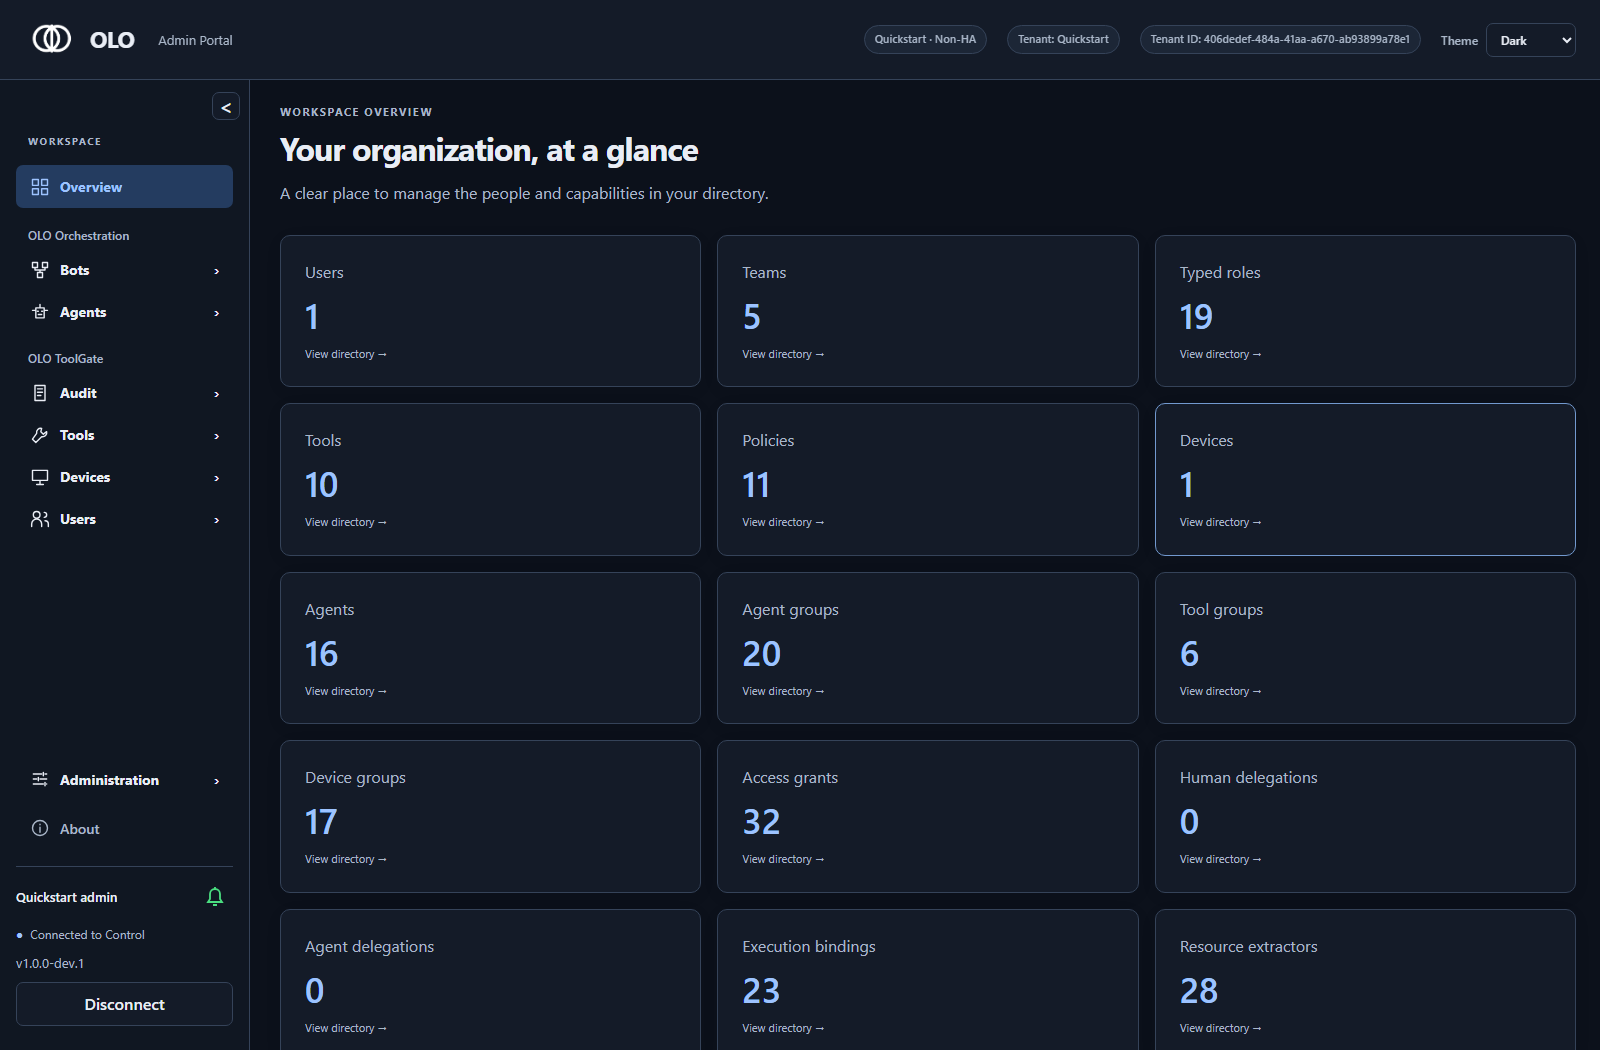 OLO Admin Portal
Quickstart · Non-HA
Tenant: Quickstart
Tenant ID: 406dedef-484a-41aa-a670-ab93899a78e1
Theme
Dark
<
WORKSPACE
Overview
OLO Orchestration
Bots ›
Agents ›
OLO ToolGate
Audit ›
Tools ›
Devices ›
Users ›
Administration ›
About
Quickstart admin
Connected to Control
v1.0.0-dev.1
Disconnect
WORKSPACE OVERVIEW
Your organization, at a glance
A clear place to manage the people and capabilities in your directory.
Users
1
View directory →
Teams
5
View directory →
Typed roles
19
View directory →
Tools
10
View directory →
Policies
11
View directory →
Devices
1
View directory →
Agents
16
View directory →
Agent groups
20
View directory →
Tool groups
6
View directory →
Device groups
17
View directory →
Access grants
32
View directory →
Human delegations
0
View directory →
Agent delegations
0
View directory →
Execution bindings
23
View directory →
Resource extractors
28
View directory →